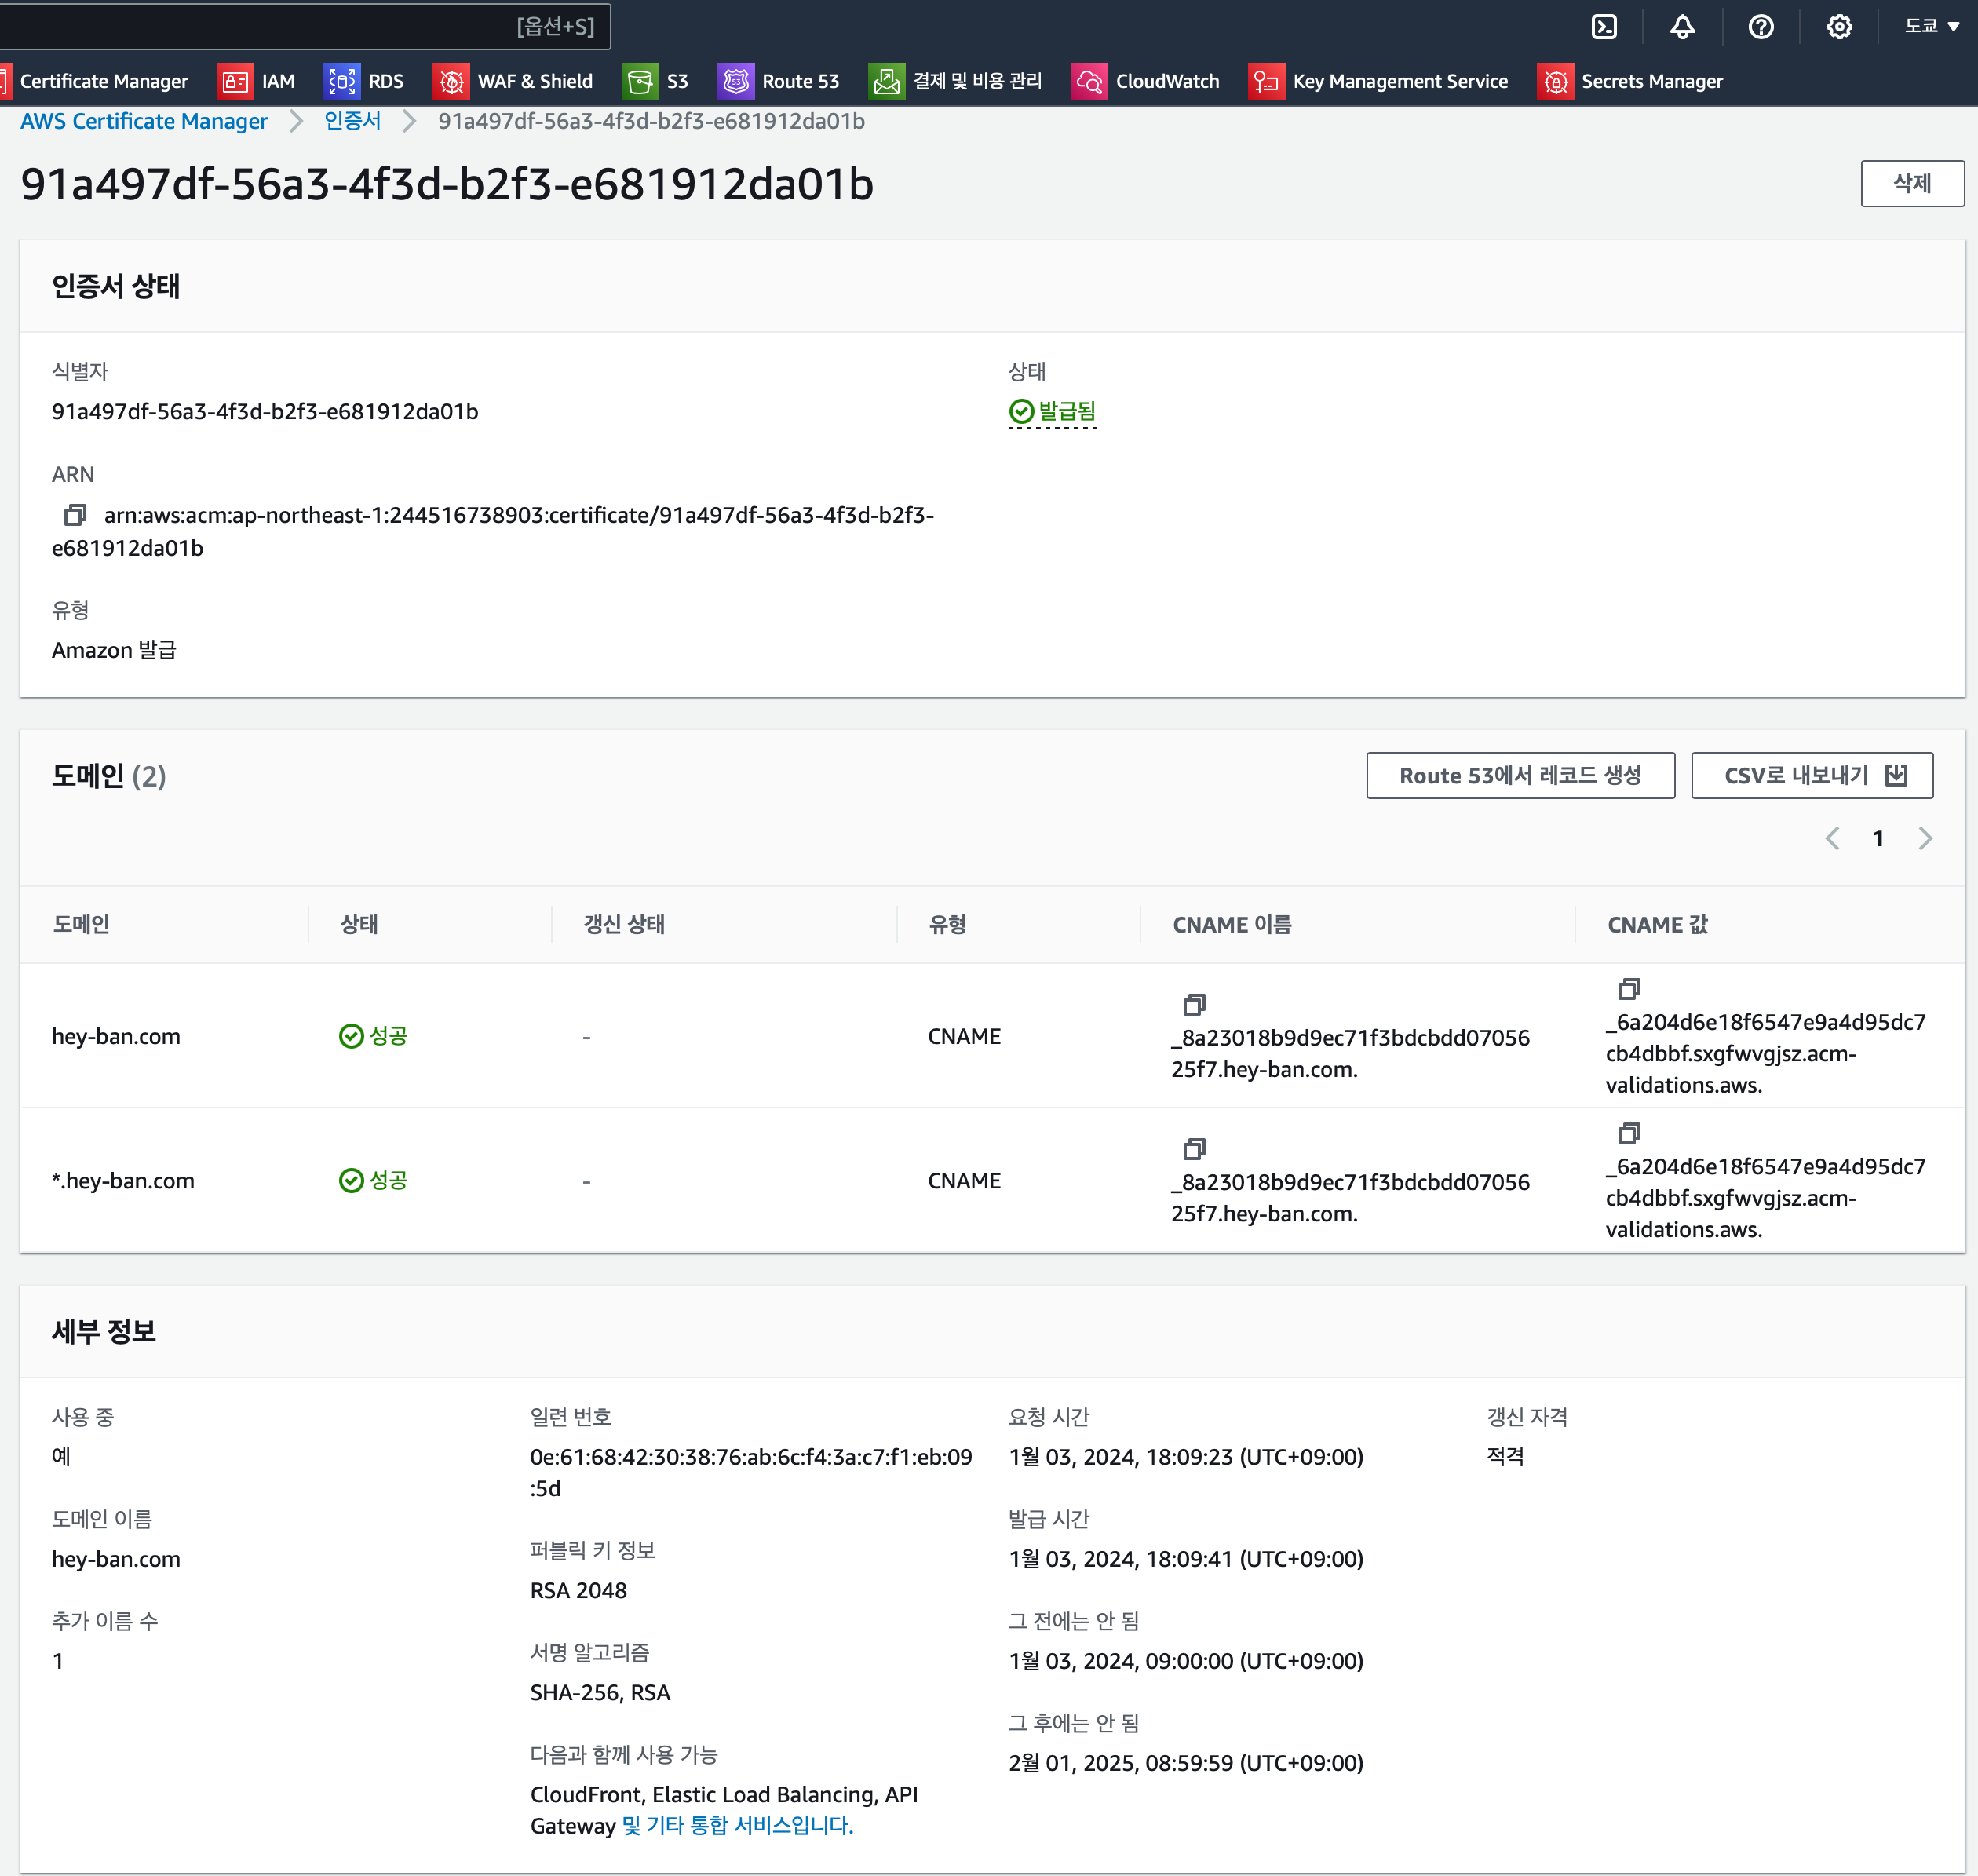 [옵션+S]
도쿄
Certificate Manager
IAM
RDS
WAF & Shield
S3
Route 53
결제 및 비용 관리
CloudWatch
Key Management Service
Secrets Manager
AWS Certificate Manager
인증서
91a497df-56a3-4f3d-b2f3-e681912da01b
91a497df-56a3-4f3d-b2f3-e681912da01b
삭제
인증서 상태
식별자
91a497df-56a3-4f3d-b2f3-e681912da01b
상태
발급됨
ARN
arn:aws:acm:ap-northeast-1:244516738903:certificate/91a497df-56a3-4f3d-b2f3-
e681912da01b
유형
Amazon 발급
도메인 (2)
Route 53에서 레코드 생성
CSV로 내보내기
1
도메인
상태
갱신 상태
유형
CNAME 이름
CNAME 값
hey-ban.com
성공
-
CNAME
_8a23018b9d9ec71f3bdcbdd07056
25f7.hey-ban.com.
_6a204d6e18f6547e9a4d95dc7
cb4dbbf.sxgfwvgjsz.acm-
validations.aws.
*.hey-ban.com
성공
-
CNAME
_8a23018b9d9ec71f3bdcbdd07056
25f7.hey-ban.com.
_6a204d6e18f6547e9a4d95dc7
cb4dbbf.sxgfwvgjsz.acm-
validations.aws.
세부 정보
사용 중
예
도메인 이름
hey-ban.com
추가 이름 수
1
일련 번호
0e:61:68:42:30:38:76:ab:6c:f4:3a:c7:f1:eb:09
:5d
퍼블릭 키 정보
RSA 2048
서명 알고리즘
SHA-256, RSA
다음과 함께 사용 가능
CloudFront, Elastic Load Balancing, API
Gateway 및 기타 통합 서비스입니다.
요청 시간
1월 03, 2024, 18:09:23 (UTC+09:00)
발급 시간
1월 03, 2024, 18:09:41 (UTC+09:00)
그 전에는 안 됨
1월 03, 2024, 09:00:00 (UTC+09:00)
그 후에는 안 됨
2월 01, 2025, 08:59:59 (UTC+09:00)
갱신 자격
적격